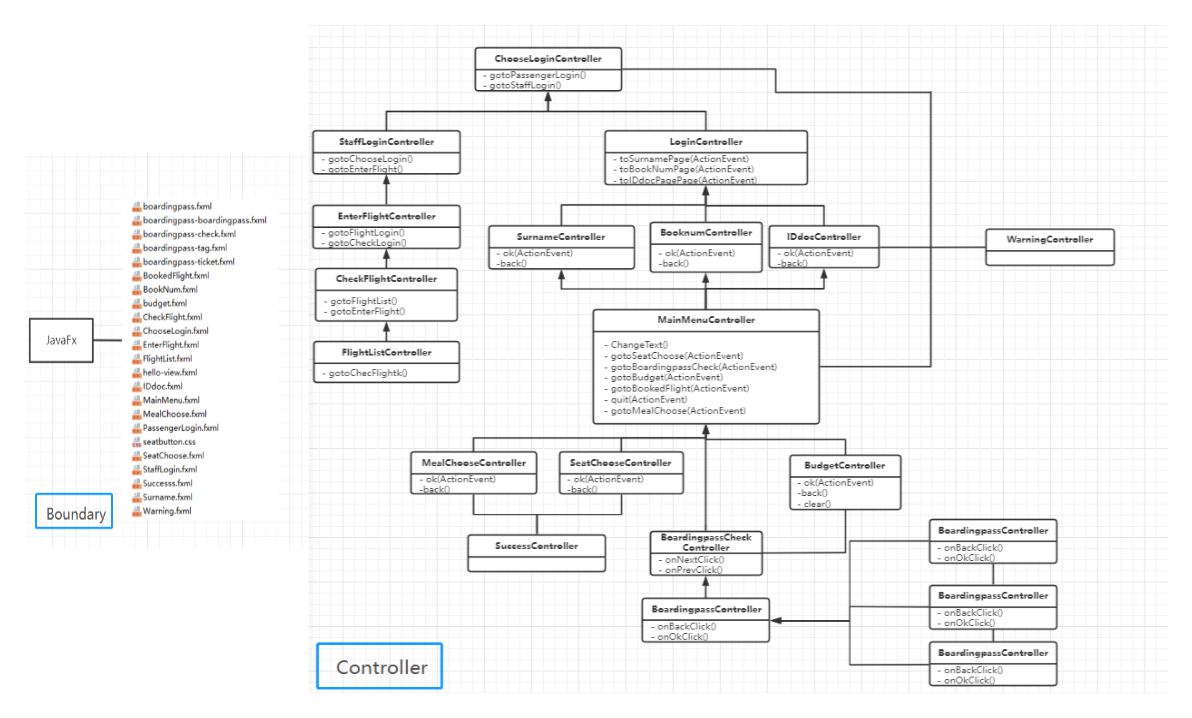 JavaFx
boardingpass.fxml
boardingpass-boardingpass.fxml
boardingpass-check.fxml
boardingpass-tag.fxml
boardingpass-ticket.fxml
BookedFlight.fxml
BookNum.fxml
budget.fxml
CheckFlight.fxml
ChooseLogin.fxml
EnterFlight.fxml
FlightList.fxml
hello-view.fxml
IDdoc.fxml
MainMenu.fxml
MealChoose.fxml
PassengerLogin.fxml
seatbutton.css
SeatChoose.fxml
StaffLogin.fxml
Successs.fxml
Surname.fxml
Warning.fxml
Boundary
ChooseLoginController
- gotoPassengerLogin()
- gotoStaffLogin()
StaffLoginController
- gotoChooseLogin()
- gotoEnterFlight()
LoginController
- toSurnamePage(ActionEvent)
- toBookNumPage(ActionEvent)
- toIDdocPagePage(ActionEvent)
EnterFlightController
- gotoFlightLogin()
- gotoCheckLogin()
SurnameController
- ok(ActionEvent)
-back()
BooknumController
- ok(ActionEvent)
-back()
IDdocController
- ok(ActionEvent)
-back()
WarningController
CheckFlightController
- gotoFlightList()
- gotoEnterFlight()
FlightListController
- gotoChecFlightk()
MainMenuController
- ChangeText()
- gotoSeatChoose(ActionEvent)
- gotoBoardingpassCheck(ActionEvent)
- gotoBudget(ActionEvent)
- gotoBookedFlight(ActionEvent)
- quit(ActionEvent)
- gotoMealChoose(ActionEvent)
MealChooseController
- ok(ActionEvent)
-back()
SeatChooseController
- ok(ActionEvent)
-back()
BudgetController
- ok(ActionEvent)
-back()
- clear()
SuccessController
BoardingpassCheck
Controller
- onNextClick()
- onPrevClick()
BoardingpassController
- onBackClick()
- onOkClick()
BoardingpassController
- onBackClick()
- onOkClick()
BoardingpassController
- onBackClick()
- onOkClick()
BoardingpassController
- onBackClick()
- onOkClick()
Controller